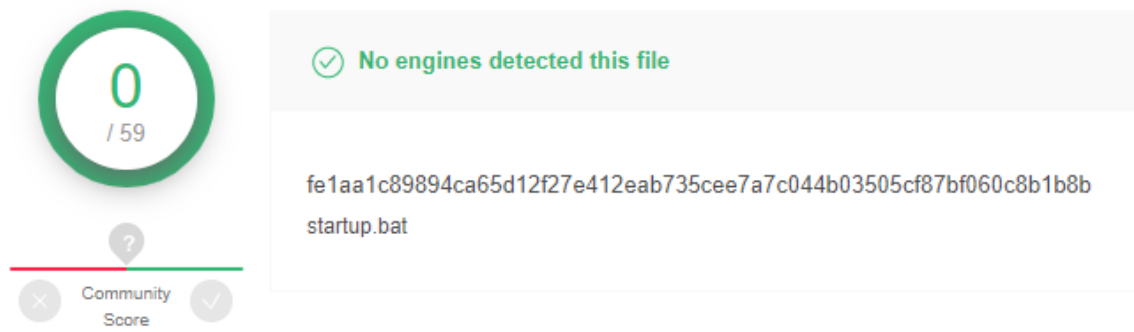 0
/ 59
No engines detected this file
fe1aa1c89894ca65d12f27e412eab735cee7a7c044b03505cf87bf060c8b1b8b
startup.bat
?
Community
Score